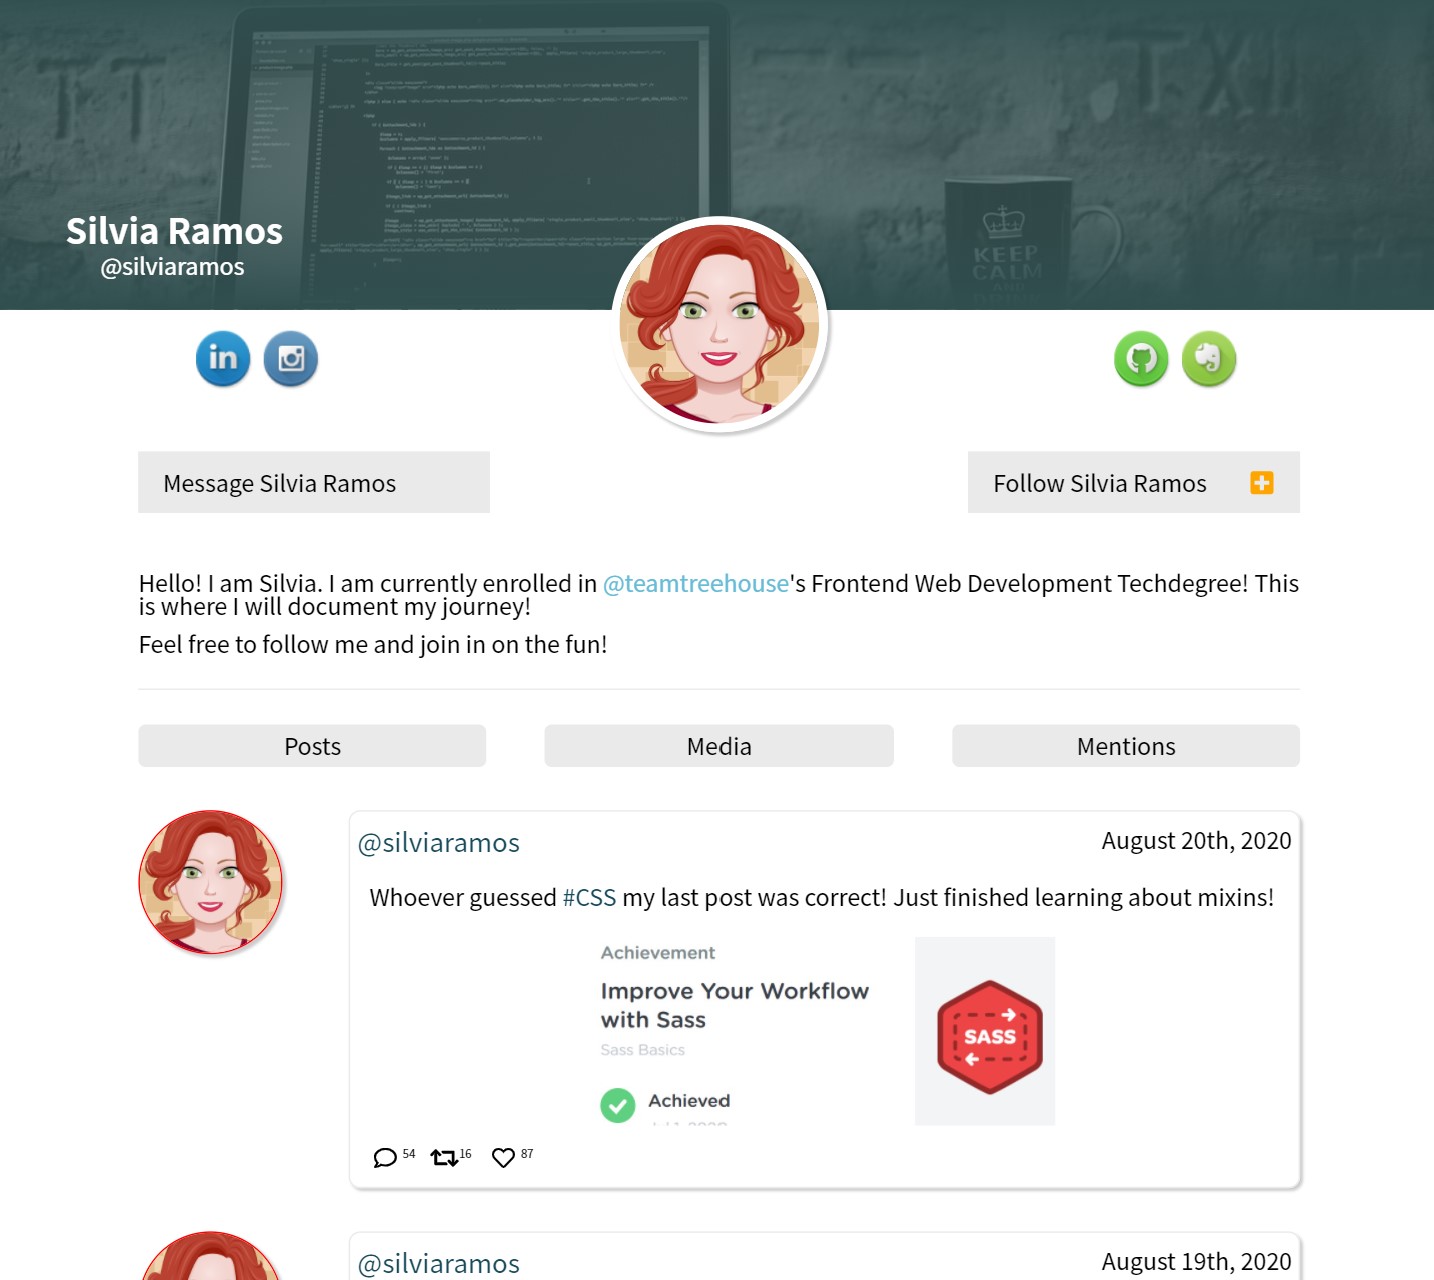 Silvia Ramos
@silviaramos
KEEP
CALM
AND
in
Message Silvia Ramos
Follow Silvia Ramos
Hello! I am Silvia. I am currently enrolled in @teamtreehouse's Frontend Web Development Techdegree! This
is where I will document my journey!
Feel free to follow me and join in on the fun!
Posts
Media
Mentions
@silviaramos
August 20th, 2020
Whoever guessed #CSS my last post was correct! Just finished learning about mixins!
Achievement
Improve Your Workflow
with Sass
Sass Basics
SASS
Achieved
54
16
87
@silviaramos
August 19th, 2020